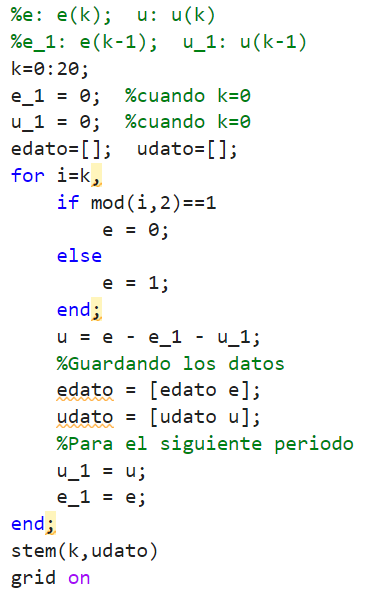 %e: e(k);  u: u(k)
%e_1: e(k-1);  u_1: u(k-1)
k=0:20;
e_1 = 0;  %cuando k=0
u_1 = 0;  %cuando k=0
edato=[];  udato=[];
for i=k,
    if mod(i,2)==1
        e = 0;
    else
        e = 1;
    end;
    u = e - e_1 - u_1;
    %Guardando los datos
    edato = [edato e];
    udato = [udato u];
    %Para el siguiente periodo
    u_1 = u;
    e_1 = e;
end;
stem(k,udato)
grid on